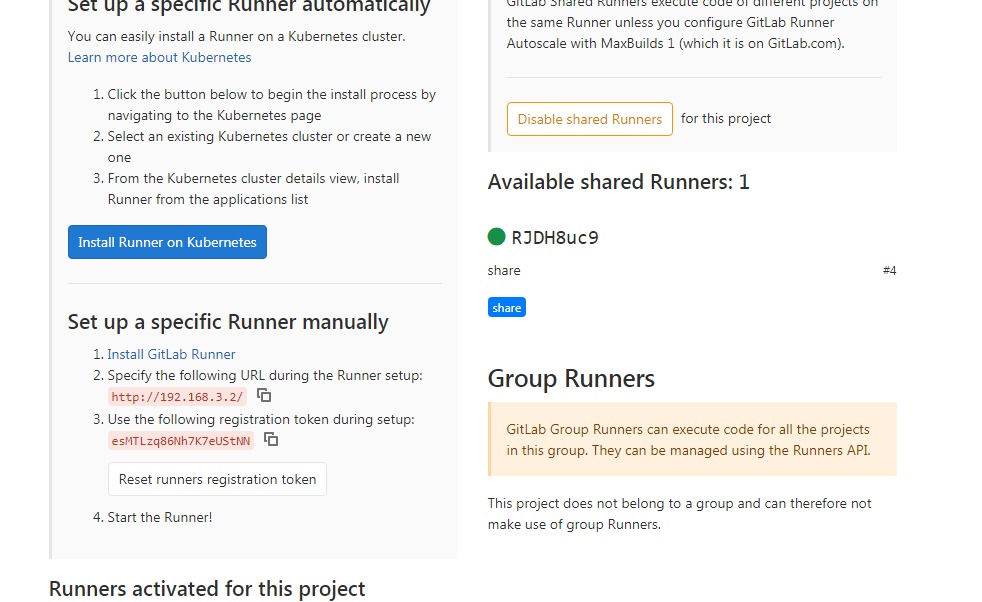 Set up a specific Runner automatically
You can easily install a Runner on a Kubernetes cluster.
Learn more about Kubernetes
1. Click the button below to begin the install process by
navigating to the Kubernetes page
2. Select an existing Kubernetes cluster or create a new
one
3. From the Kubernetes cluster details view, install
Runner from the applications list
Install Runner on Kubernetes
Set up a specific Runner manually
1. Install GitLab Runner
2. Specify the following URL during the Runner setup:
http://192.168.3.2/
3. Use the following registration token during setup:
esMTLzq86Nh7K7eUStNN
Reset runners registration token
4. Start the Runner!
Runners activated for this project
GitLab Shared Runners execute code of different projects on
the same Runner unless you configure GitLab Runner
Autoscale with MaxBuilds 1 (which it is on GitLab.com).
Disable shared Runners for this project
Available shared Runners: 1
RJDH8uc9
share #4
share
Group Runners
GitLab Group Runners can execute code for all the projects
in this group. They can be managed using the Runners API.
This project does not belong to a group and can therefore not
make use of group Runners.